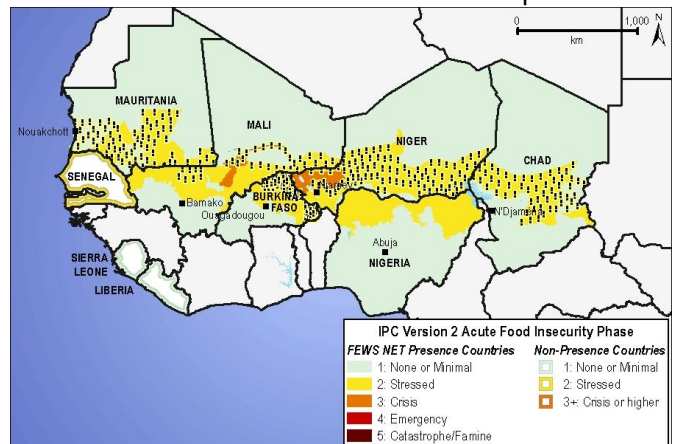 0 1,000
km
N
MAURITANIA
Nouakchott
MALI
NIGER
CHAD
SENEGAL
Niamey
Bamako
BURKINA
FASO
Ouagadougou
N'Djamena
Abuja
NIGERIA
SIERRA
LEONE
LIBERIA
IPC Version 2 Acute Food Insecurity Phase
FEWS NET Presence Countries
1: None or Minimal
2: Stressed
3: Crisis
4: Emergency
5: Catastrophe/Famine
Non-Presence Countries
1: None or Minimal
2: Stressed
3+: Crisis or higher